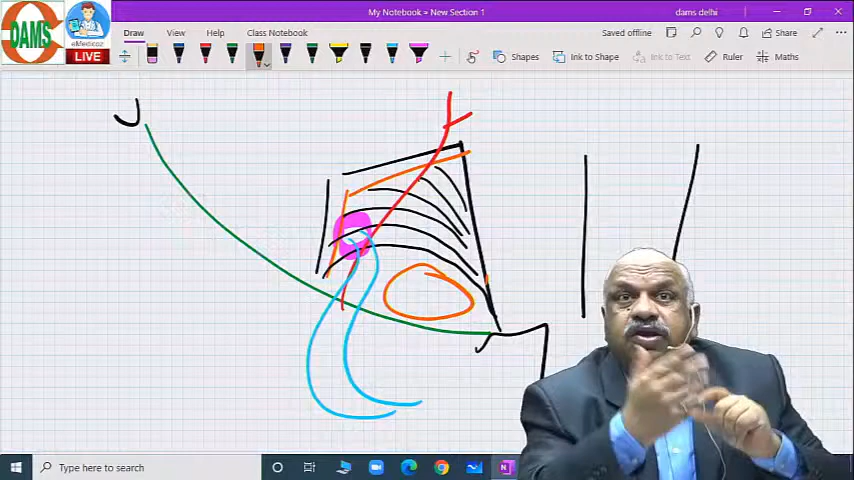 DAMS
eMedicoz
LIVE
My Notebook » New Section 1
dams delhi
Draw
View
Help
Class Notebook
Saved offline
Share
Shapes
Ink to Shape
Ink to Text
Ruler
Maths
Type here to search